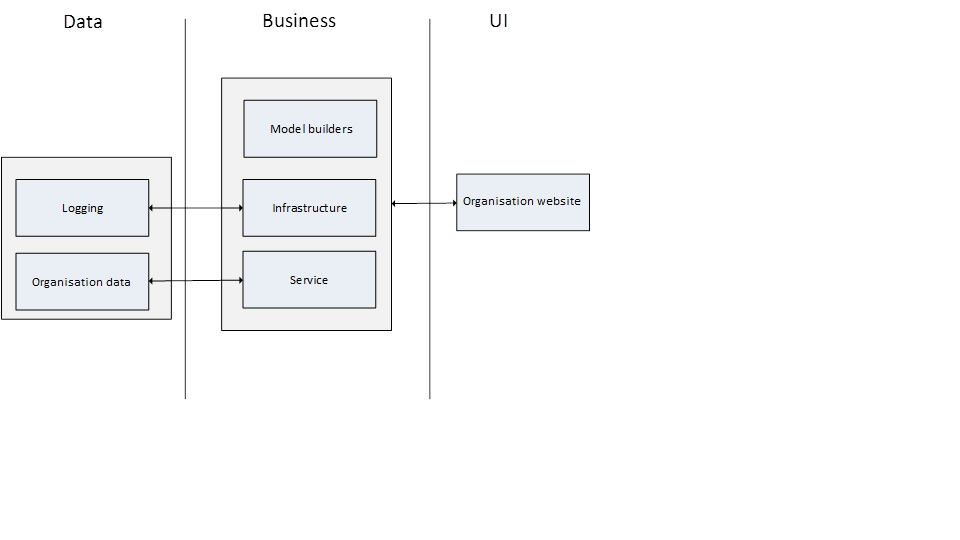 Data
Business
UI
Model builders
Logging
Infrastructure
Organisation website
Organisation data
Service